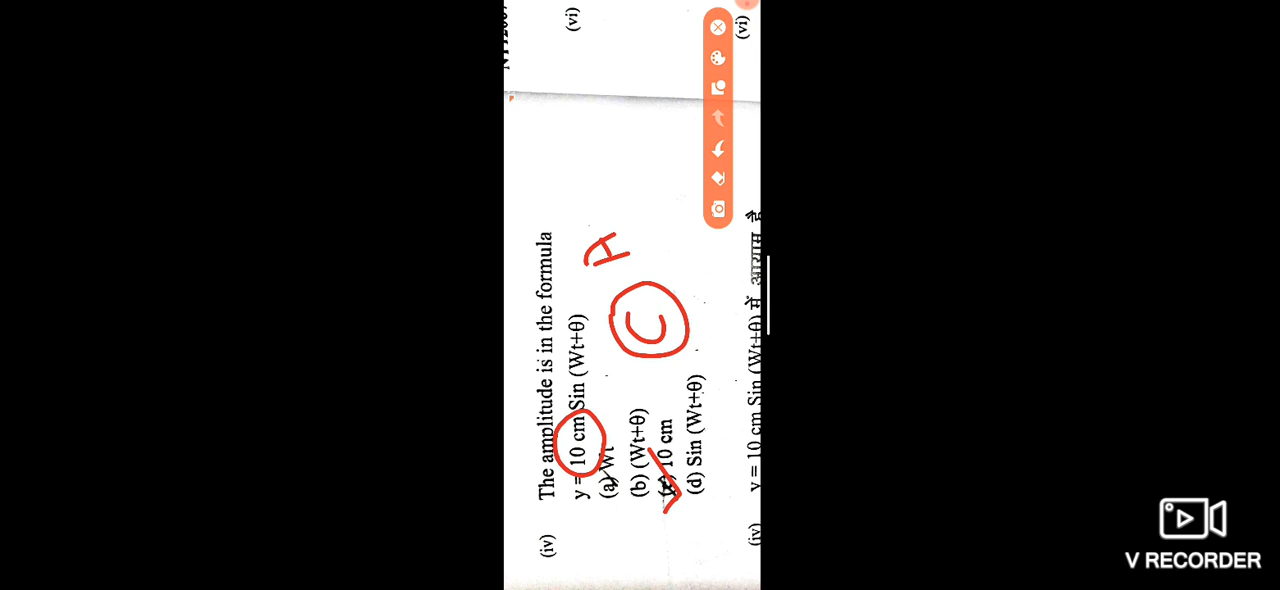 (vi)
(iv) The amplitude is in the formula
y = 10 cm Sin (Wt+θ)
A
(a) Wt
(b) (Wt+θ)
C
(c) 10 cm
(d) Sin (Wt+θ)
(vi)
(iv) y = 10 cm Sin (Wt+θ) में आयाम है
V RECORDER